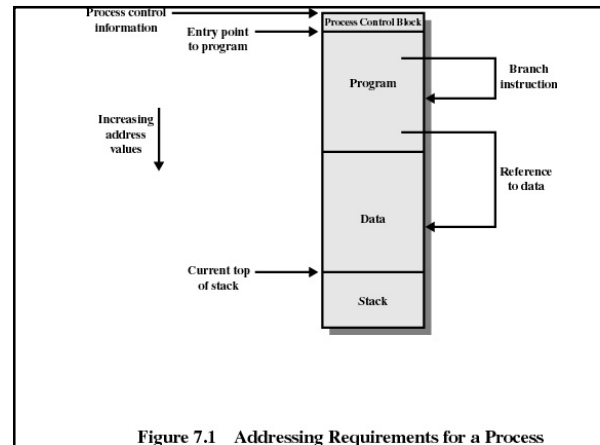 Process control
information
Process Control Block
Entry point
to program
Program
Branch
instruction
Increasing
address
values
Reference
to data
Data
Current top
of stack
Stack
Figure 7.1 Addressing Requirements for a Process